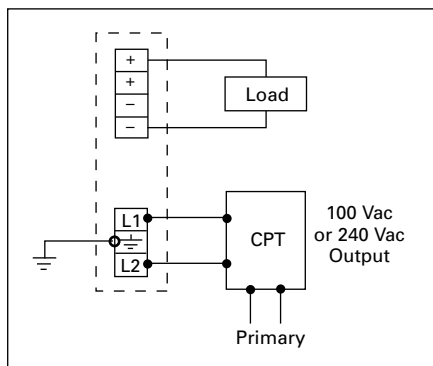 +
+
−
−
Load
L1
L2
CPT
100 Vac
or 240 Vac
Output
Primary